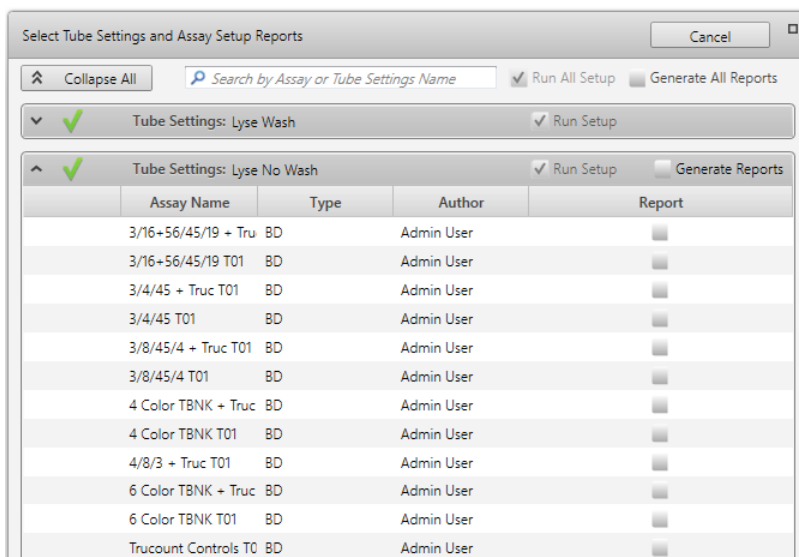 Select Tube Settings and Assay Setup Reports Cancel
Collapse All Search by Assay or Tube Settings Name Run All Setup Generate All Reports
Tube Settings: Lyse Wash Run Setup
Tube Settings: Lyse No Wash Run Setup Generate Reports
Assay Name Type Author Report
3/16+56/45/19 + Tru BD Admin User
3/16+56/45/19 T01 BD Admin User
3/4/45 + Truc T01 BD Admin User
3/4/45 T01 BD Admin User
3/8/45/4 + Truc T01 BD Admin User
3/8/45/4 T01 BD Admin User
4 Color TBNK + Truc BD Admin User
4 Color TBNK T01 BD Admin User
4/8/3 + Truc T01 BD Admin User
6 Color TBNK + Truc BD Admin User
6 Color TBNK T01 BD Admin User
Trucount Controls T0 BD Admin User